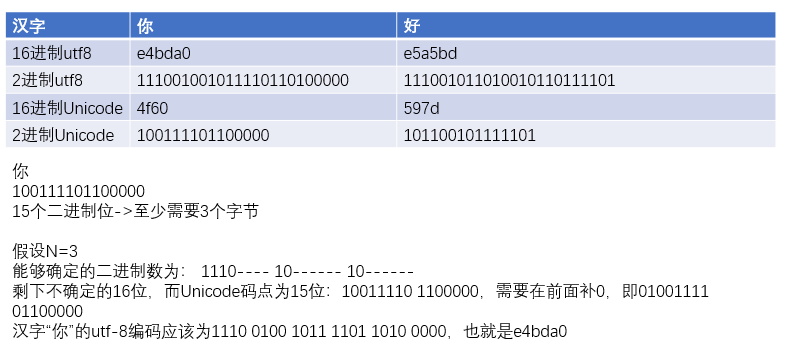 汉字 你 好
16进制utf8 e4bda0 e5a5bd
2进制utf8 111001001011110110100000 111001011010010110111101
16进制Unicode 4f60 597d
2进制Unicode 100111101100000 101100101111101
你
100111101100000
15个二进制位->至少需要3个字节
假设N=3
能够确定的二进制数为： 1110---- 10------ 10------
剩下不确定的16位，而Unicode码点为15位：10011110 1100000，需要在前面补0，即01001111
01100000
汉字“你”的utf-8编码应该为1110 0100 1011 1101 1010 0000，也就是e4bda0